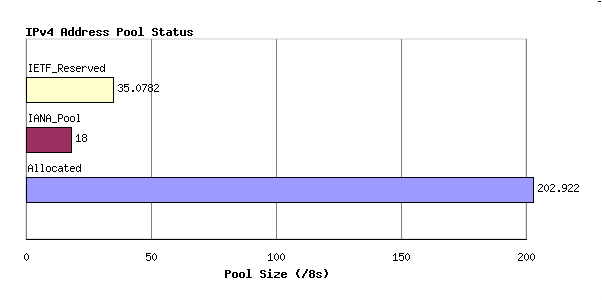 IPv4 Address Pool Status
IETF_Reserved
35.0782
IANA_Pool
18
Allocated
202.922
0 50 100 150 200
Pool Size (/8s)